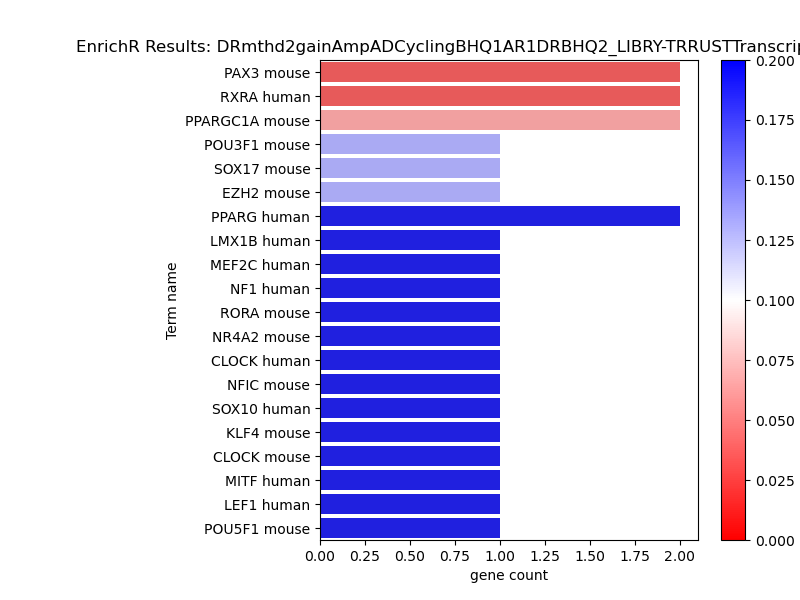 EnrichR Results: DRmthd2gainAmpADCyclingBHQ1AR1DRBHQ2_LIBRY-TRRUSTTranscrip
PAX3 mouse
RXRA human
PPARGC1A mouse
POU3F1 mouse
SOX17 mouse
EZH2 mouse
PPARG human
LMX1B human
MEF2C human
NF1 human
RORA mouse
NR4A2 mouse
CLOCK human
NFIC mouse
SOX10 human
KLF4 mouse
CLOCK mouse
MITF human
LEF1 human
POU5F1 mouse
Term name
0.00 0.25 0.50 0.75 1.00 1.25 1.50 1.75 2.00
gene count
0.200
0.175
0.150
0.125
0.100
0.075
0.050
0.025
0.000